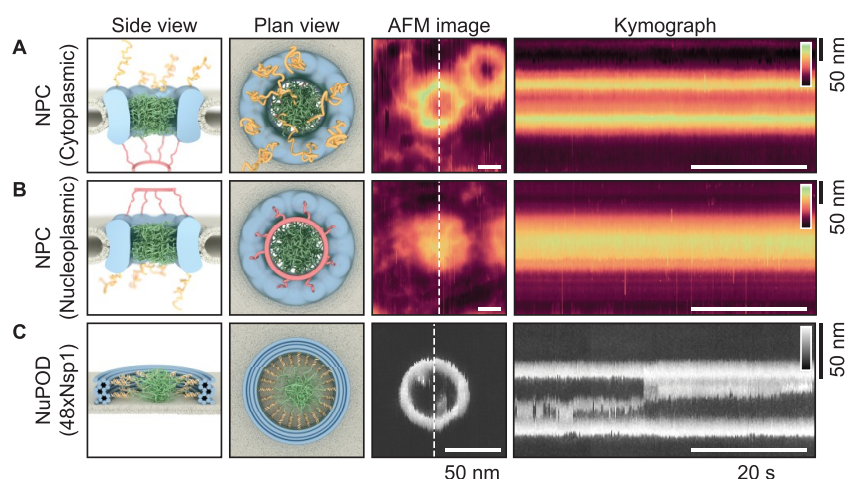 Side view
Plan view
AFM image
Kymograph
A
NPC
(Cytoplasmic)
50 nm
B
NPC
(Nucleoplasmic)
50 nm
C
NuPOD
(48xNsp1)
50 nm
50 nm
20 s